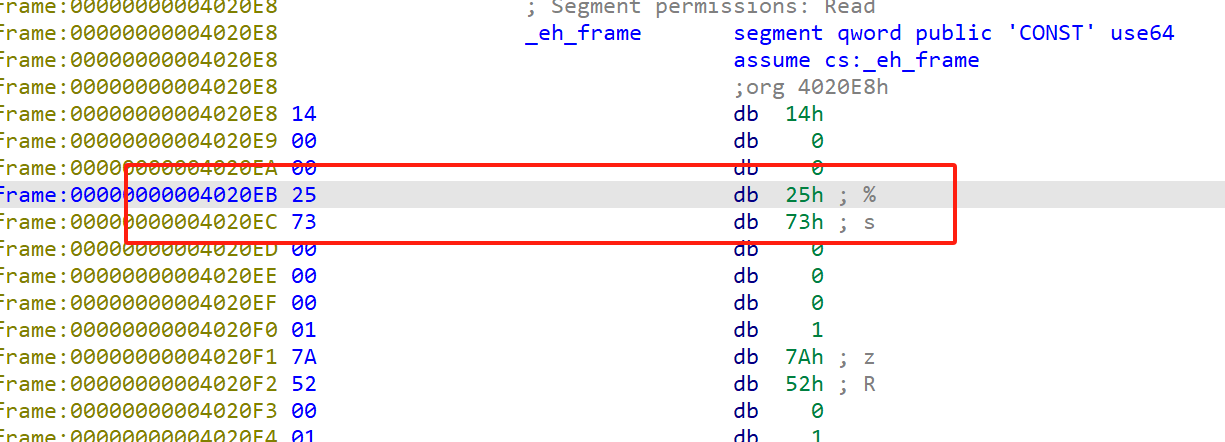 frame:00000000004020E8 ; Segment permissions: Read
frame:00000000004020E8 _eh_frame segment qword public 'CONST' use64
frame:00000000004020E8 assume cs:_eh_frame
frame:00000000004020E8 ;org 4020E8h
frame:00000000004020E8 14 db 14h
frame:00000000004020E9 00 db 0
frame:00000000004020EA 00 db 0
frame:00000000004020EB 25 db 25h ; %
frame:00000000004020EC 73 db 73h ; s
frame:00000000004020ED 00 db 0
frame:00000000004020EE 00 db 0
frame:00000000004020EF 00 db 0
frame:00000000004020F0 01 db 1
frame:00000000004020F1 7A db 7Ah ; z
frame:00000000004020F2 52 db 52h ; R
frame:00000000004020F3 00 db 0
frame:00000000004020F4 01 db 1